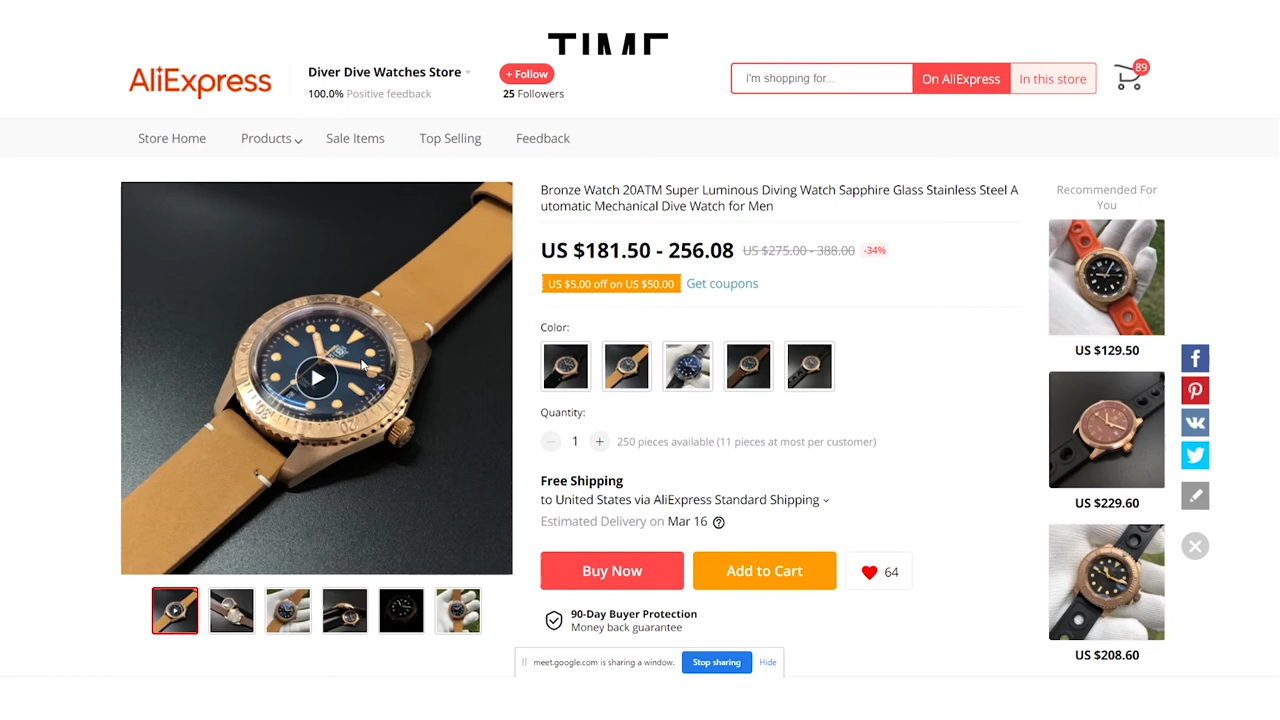 TIME
AliExpress
Diver Dive Watches Store
100.0% Positive feedback
+ Follow
25 Followers
I'm shopping for...
On AliExpress
In this store
89
Store Home
Products
Sale Items
Top Selling
Feedback
Bronze Watch 20ATM Super Luminous Diving Watch Sapphire Glass Stainless Steel A
utomatic Mechanical Dive Watch for Men
US $181.50 - 256.08 US $275.00 - 388.00 -34%
US $5.00 off on US $50.00 Get coupons
Color:
Quantity:
1
250 pieces available (11 pieces at most per customer)
Free Shipping
to United States via AliExpress Standard Shipping
Estimated Delivery on Mar 16
Buy Now
Add to Cart
64
90-Day Buyer Protection
Money back guarantee
Recommended For
You
US $129.50
US $229.60
US $208.60
meet.google.com is sharing a window.
Stop sharing
Hide